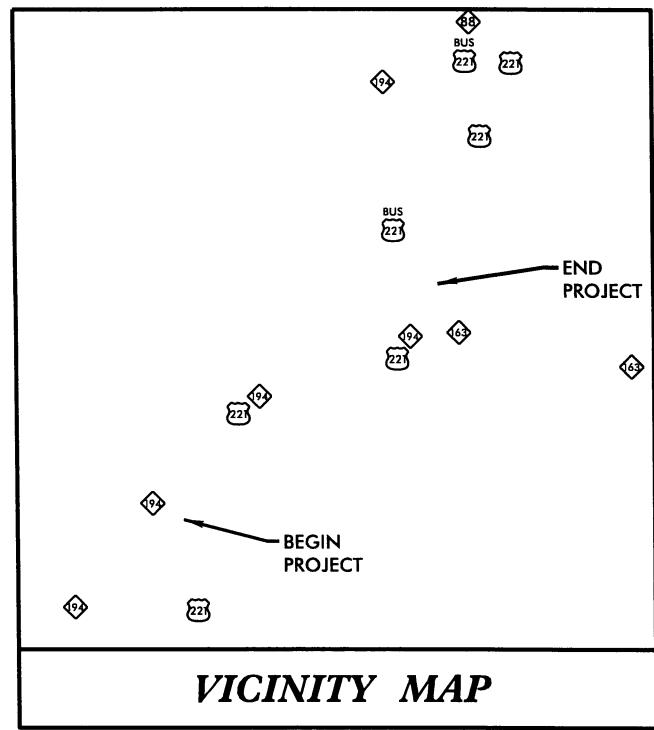 88
BUS
221
221
194
221
BUS
221
END
PROJECT
194
163
221
163
194
221
194
BEGIN
PROJECT
194
221
VICINITY MAP